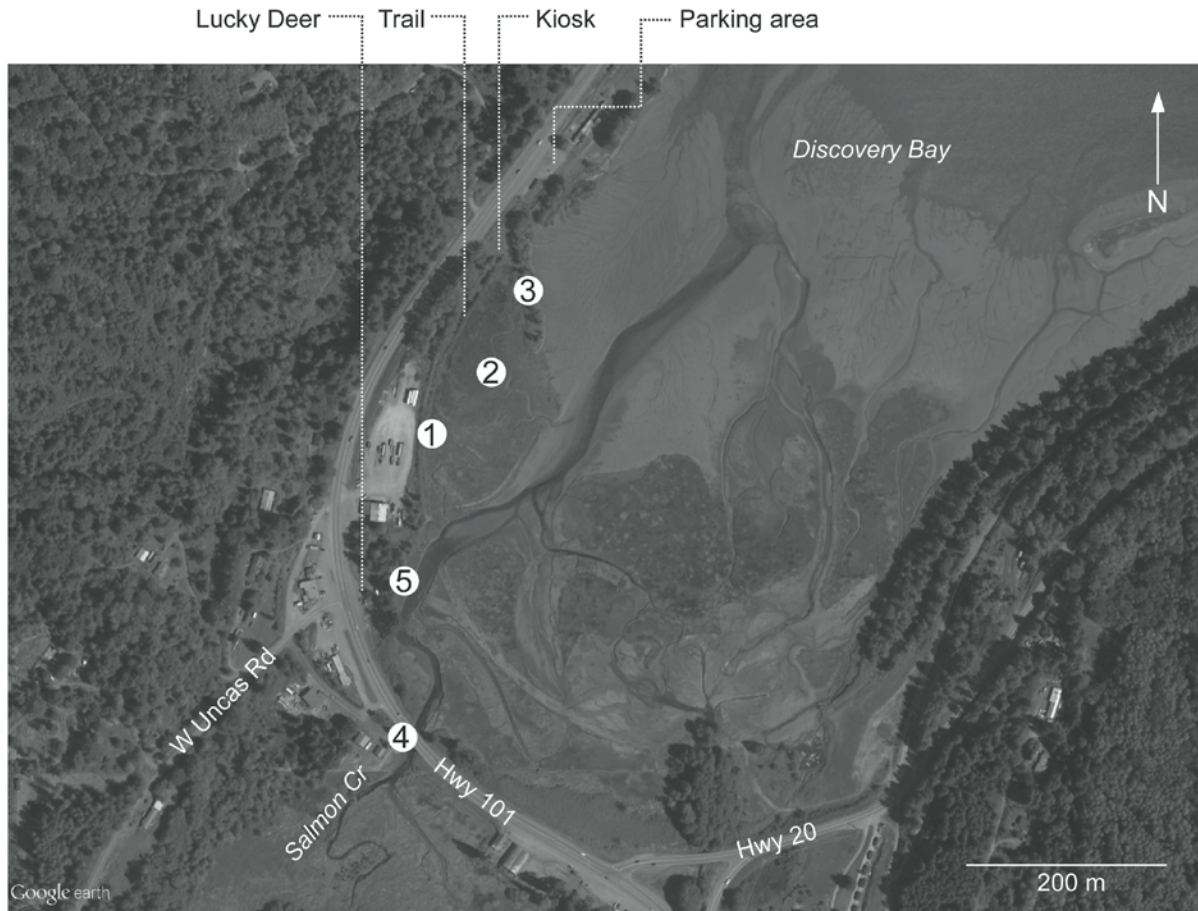 Lucky Deer Trail Kiosk Parking area
Discovery Bay
N
3
2
1
5
W Uncas Rd
4
Salmon Cr
Hwy 101
Hwy 20
200 m
Google earth